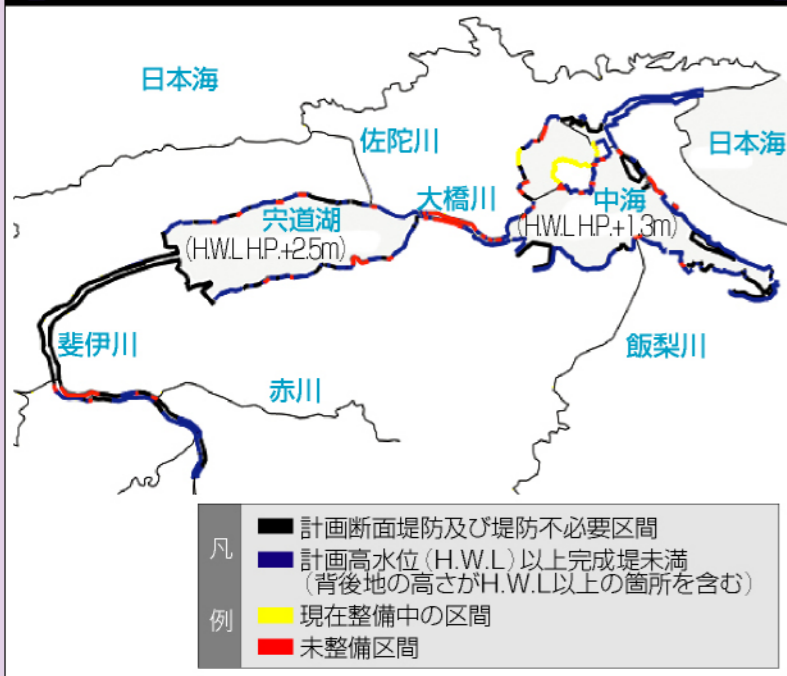 日本海
佐陀川
日本海
大橋川
宍道湖
中海
(H.W.L H.P.+2.5m)
(H.W.L H.P.+1.3m)
斐伊川
飯梨川
赤川
凡例
計画断面堤防及び堤防不必要区間
計画高水位(H.W.L)以上完成堤未満
(背後地の高さがH.W.L以上の箇所を含む)
現在整備中の区間
未整備区間